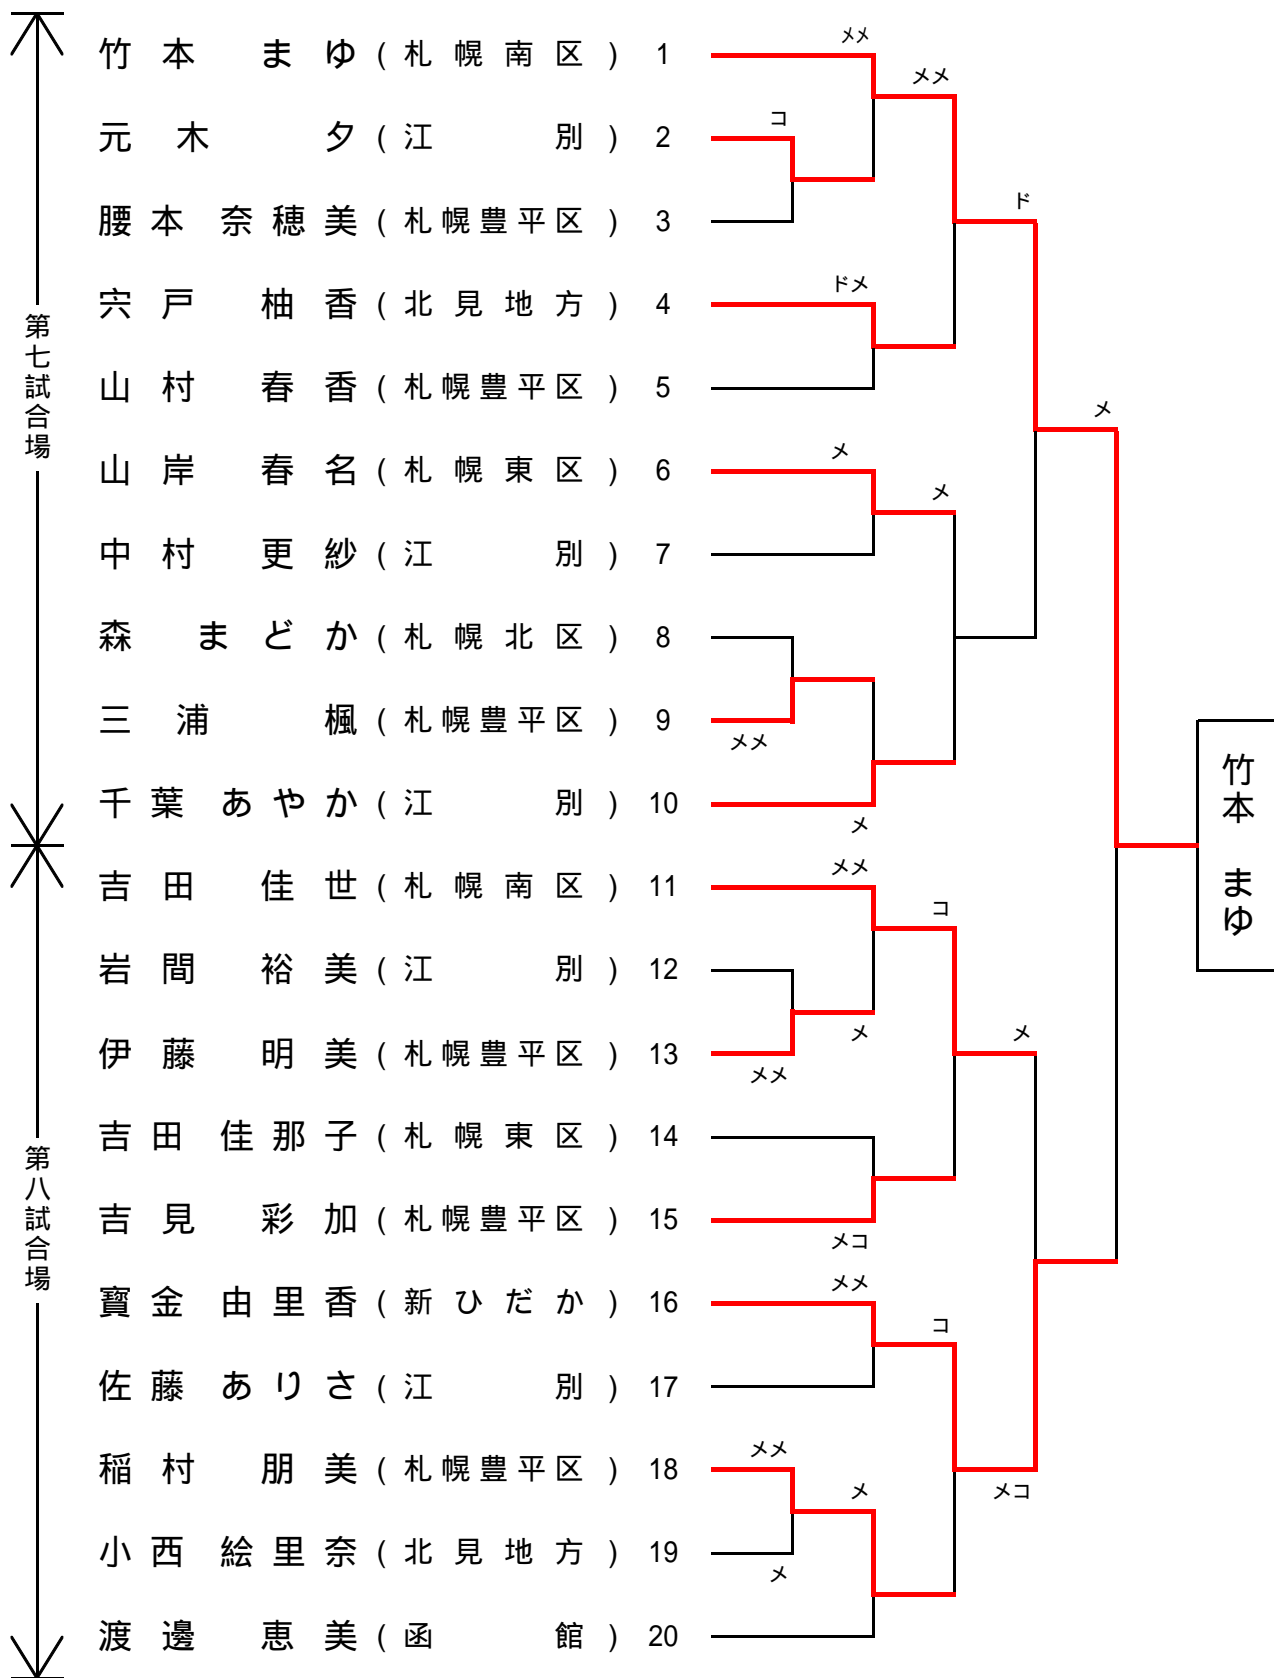 メメ
竹本 まゆ (札幌南区) 1
メメ
コ
元木 夕 (江別) 2
ド
腰本 奈穂美 (札幌豊平区) 3
ドメ
宍戸 柚香 (北見地方) 4
第七試合場
山村 春香 (札幌豊平区) 5
メ
メ
山岸 春名 (札幌東区) 6
メ
中村 更紗 (江別) 7
森 まどか (札幌北区) 8
三浦 楓 (札幌豊平区) 9
メメ
竹本 まゆ
千葉 あやか (江別) 10
メ
メメ
吉田 佳世 (札幌南区) 11
コ
岩間 裕美 (江別) 12
メ
メ
伊藤 明美 (札幌豊平区) 13
メメ
吉田 佳那子 (札幌東区) 14
第八試合場
吉見 彩加 (札幌豊平区) 15
メコ
メメ
寳金 由里香 (新ひだか) 16
コ
佐藤 ありさ (江別) 17
メメ
稲村 朋美 (札幌豊平区) 18
メ
メコ
小西 絵里奈 (北見地方) 19
メ
渡邊 恵美 (函館) 20